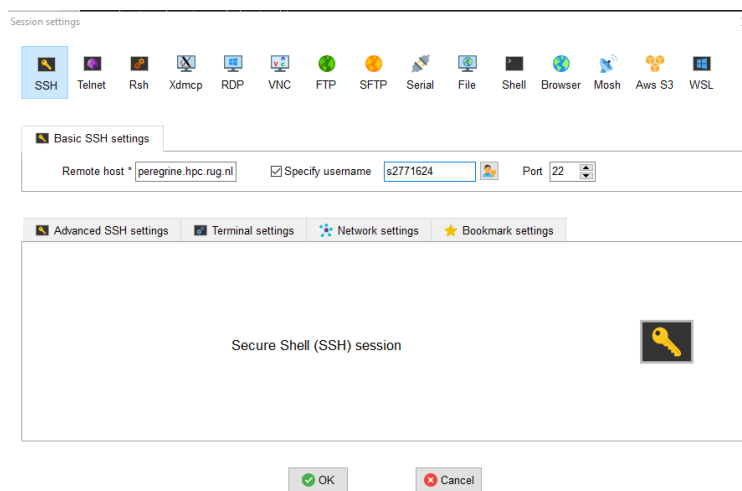 Session settings
SSH Telnet Rsh Xdmcp RDP VNC FTP SFTP Serial File Shell Browser Mosh Aws S3 WSL
Basic SSH settings
Remote host * peregrine.hpc.rug.nl Specify username s2771624 Port 22
Advanced SSH settings Terminal settings Network settings Bookmark settings
Secure Shell (SSH) session
OK Cancel